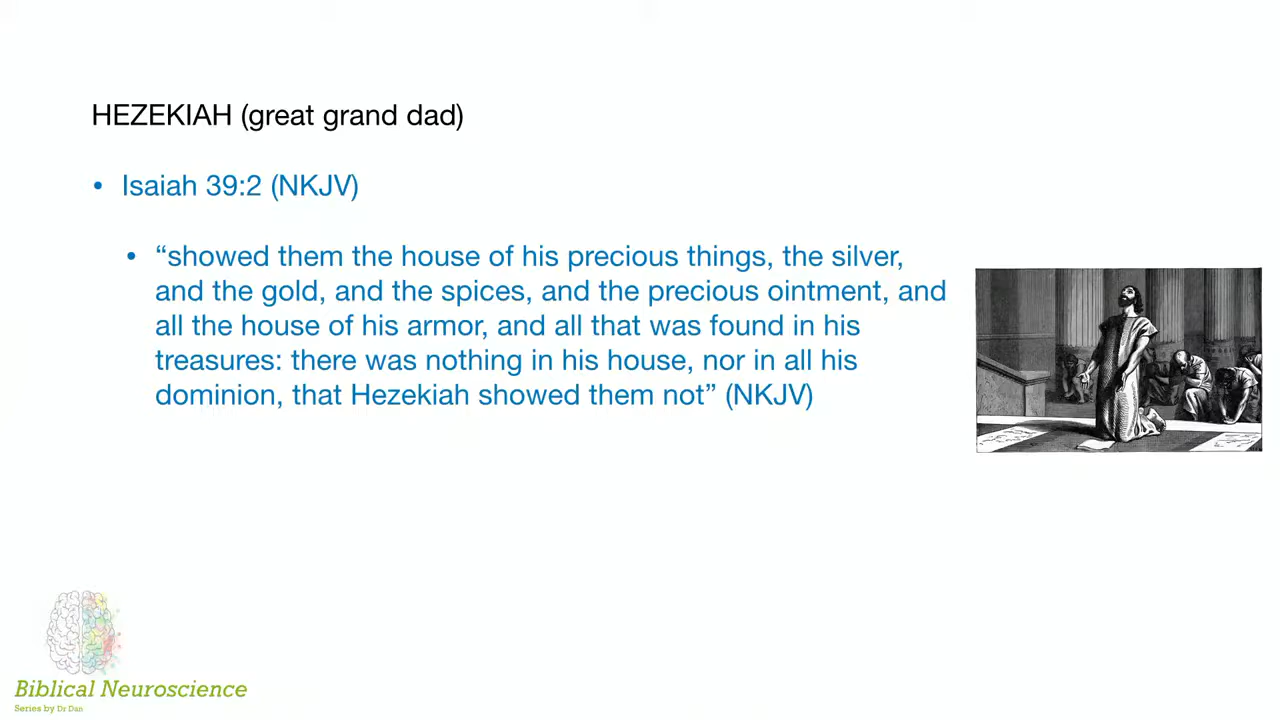 HEZEKIAH (great grand dad)
• Isaiah 39:2 (NKJV)
• “showed them the house of his precious things, the silver,
and the gold, and the spices, and the precious ointment, and
all the house of his armor, and all that was found in his
treasures: there was nothing in his house, nor in all his
dominion, that Hezekiah showed them not” (NKJV)
Biblical Neuroscience
Series by Dr Dan